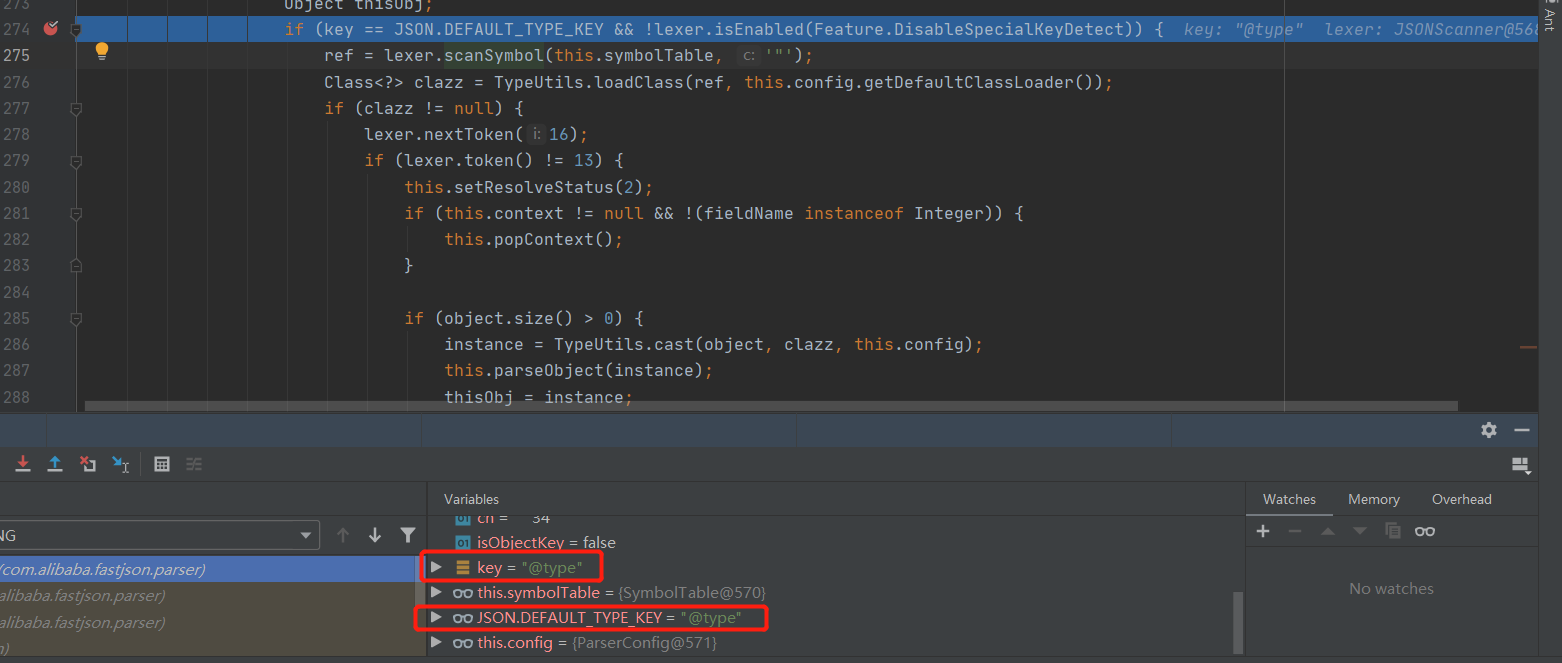 273 Object thisObj;
274 if (key == JSON.DEFAULT_TYPE_KEY && !lexer.isEnabled(Feature.DisableSpecialKeyDetect)) { key: "@type" lexer: JSONScanner@568
275 ref = lexer.scanSymbol(this.symbolTable, c: '"');
276 Class<?> clazz = TypeUtils.loadClass(ref, this.config.getDefaultClassLoader());
277 if (clazz != null) {
278 lexer.nextToken( i: 16);
279 if (lexer.token() != 13) {
280 this.setResolveStatus(2);
281 if (this.context != null && !(fieldName instanceof Integer)) {
282 this.popContext();
283 }
284
285 if (object.size() > 0) {
286 instance = TypeUtils.cast(object, clazz, this.config);
287 this.parseObject(instance);
288 thisObj = instance;
Ant
Variables
Watches Memory Overhead
NG
01 ch = 34
01 isObjectKey = false
(com.alibaba.fastjson.parser)
key = "@type"
alibaba.fastjson.parser)
this.symbolTable = {SymbolTable@570}
alibaba.fastjson.parser)
JSON.DEFAULT_TYPE_KEY = "@type"
n)
this.config = {ParserConfig@571}
No watches